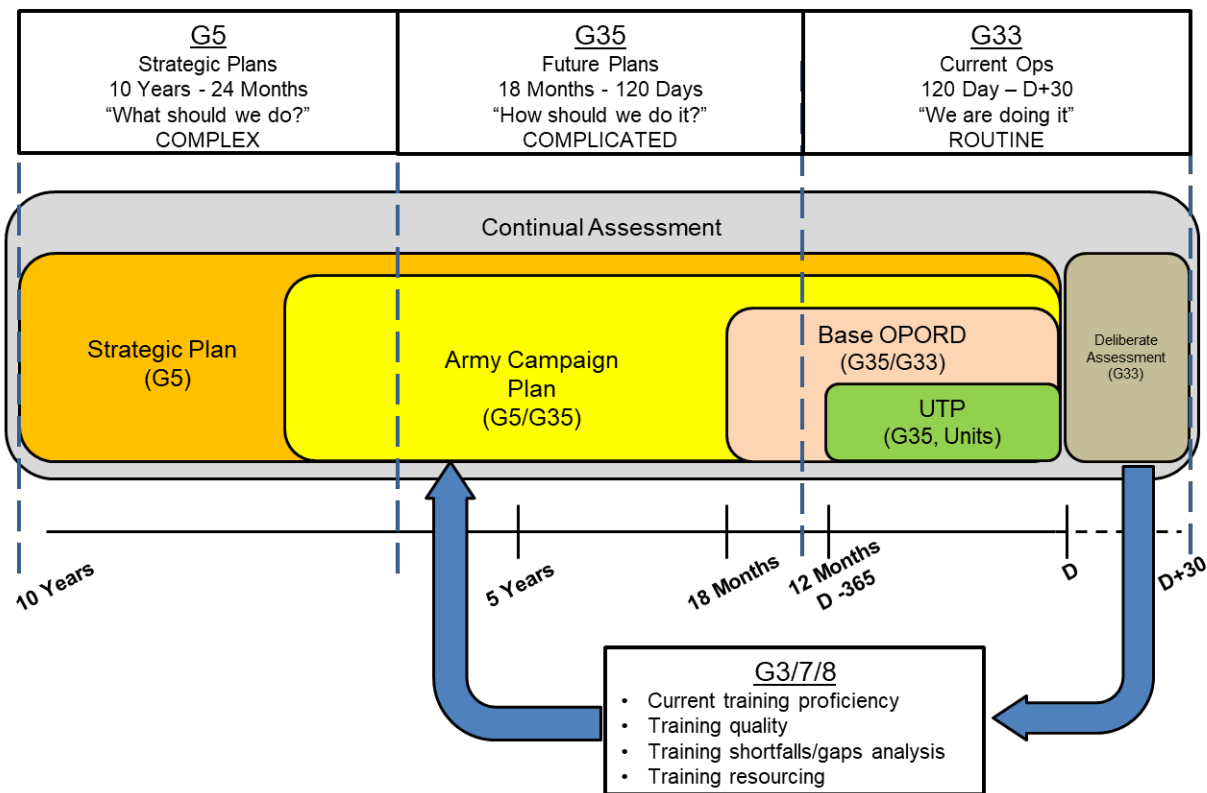 G5
Strategic Plans
10 Years - 24 Months
“What should we do?”
COMPLEX
G35
Future Plans
18 Months - 120 Days
“How should we do it?”
COMPLICATED
G33
Current Ops
120 Day – D+30
“We are doing it”
ROUTINE
Continual Assessment
Strategic Plan
(G5)
Army Campaign
Plan
(G5/G35)
Base OPORD
(G35/G33)
UTP
(G35, Units)
Deliberate
Assessment
(G33)
10 Years
5 Years
18 Months
12 Months
D -365
D
D+30
G3/7/8
• Current training proficiency
• Training quality
• Training shortfalls/gaps analysis
• Training resourcing